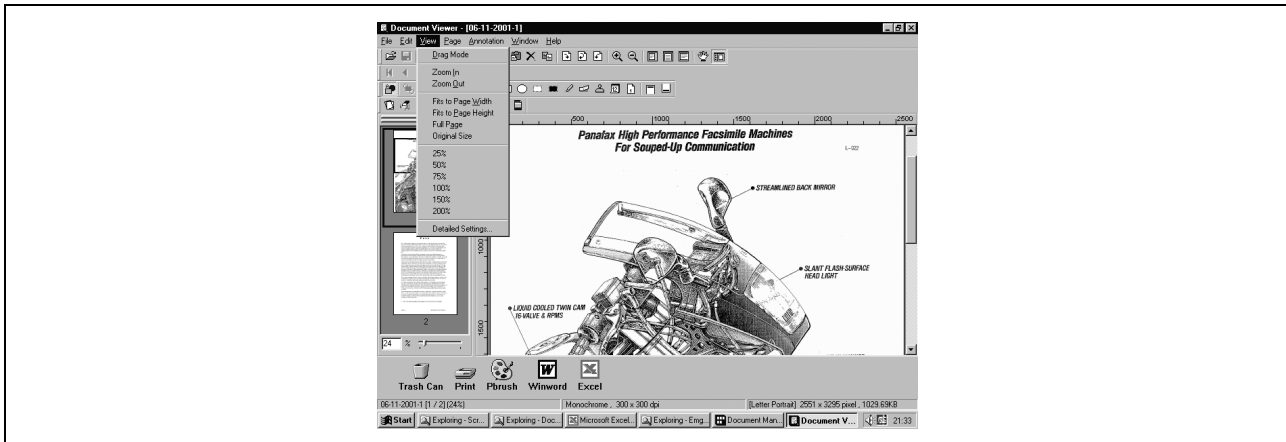 Document Viewer - [06-11-2001-1]
File Edit View Page Annotation Window Help
Drag Mode
Zoom In
Zoom Out
Fits to Page Width
Fits to Page Height
Full Page
Original Size
25%
50%
75%
100%
150%
200%
Detailed Settings...
500 1000 1500 2000 2500
1000
1500
Panafax High Performance Facsimile Machines
For Souped-Up Communication
L-022
STREAMLINED BACK MIRROR
SLANT FLASH-SURFACE
HEAD LIGHT
LIQUID COOLED TWIN CAM
16-VALVE & RPMS
2
24 %
Trash Can Print Pbrush Winword Excel
06-11-2001-1 [1 / 2] (24%) Monochrome , 300 x 300 dpi [Letter Portrait] 2551 x 3295 pixel , 1029.69KB
Start Exploring - Scr... Exploring - Doc... Microsoft Excel... Exploring - Emg... Document Man... Document V... 21:33